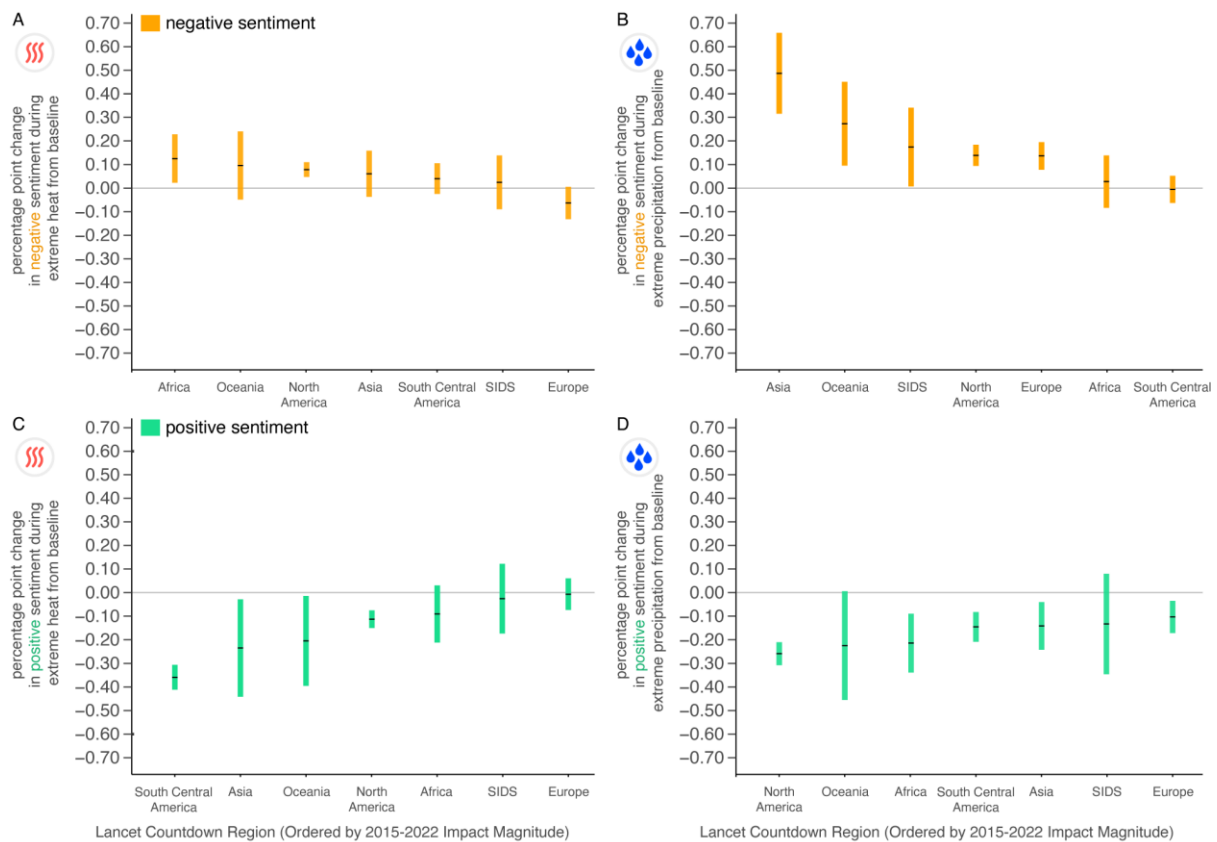 A
negative sentiment
percentage point change
in negative sentiment during
extreme heat from baseline
0.70
0.60
0.50
0.40
0.30
0.20
0.10
0.00
−0.10
−0.20
−0.30
−0.40
−0.50
−0.60
−0.70
Africa
Oceania
North
America
Asia
South Central
America
SIDS
Europe
B
percentage point change
in negative sentiment during
extreme precipitation from baseline
0.70
0.60
0.50
0.40
0.30
0.20
0.10
0.00
−0.10
−0.20
−0.30
−0.40
−0.50
−0.60
−0.70
Asia
Oceania
SIDS
North
America
Europe
Africa
South Central
America
C
positive sentiment
percentage point change
in positive sentiment during
extreme heat from baseline
0.70
0.60
0.50
0.40
0.30
0.20
0.10
0.00
−0.10
−0.20
−0.30
−0.40
−0.50
−0.60
−0.70
South Central
America
Asia
Oceania
North
America
Africa
SIDS
Europe
Lancet Countdown Region (Ordered by 2015-2022 Impact Magnitude)
D
percentage point change
in positive sentiment during
extreme precipitation from baseline
0.70
0.60
0.50
0.40
0.30
0.20
0.10
0.00
−0.10
−0.20
−0.30
−0.40
−0.50
−0.60
−0.70
North
America
Oceania
Africa
South Central
America
Asia
SIDS
Europe
Lancet Countdown Region (Ordered by 2015-2022 Impact Magnitude)